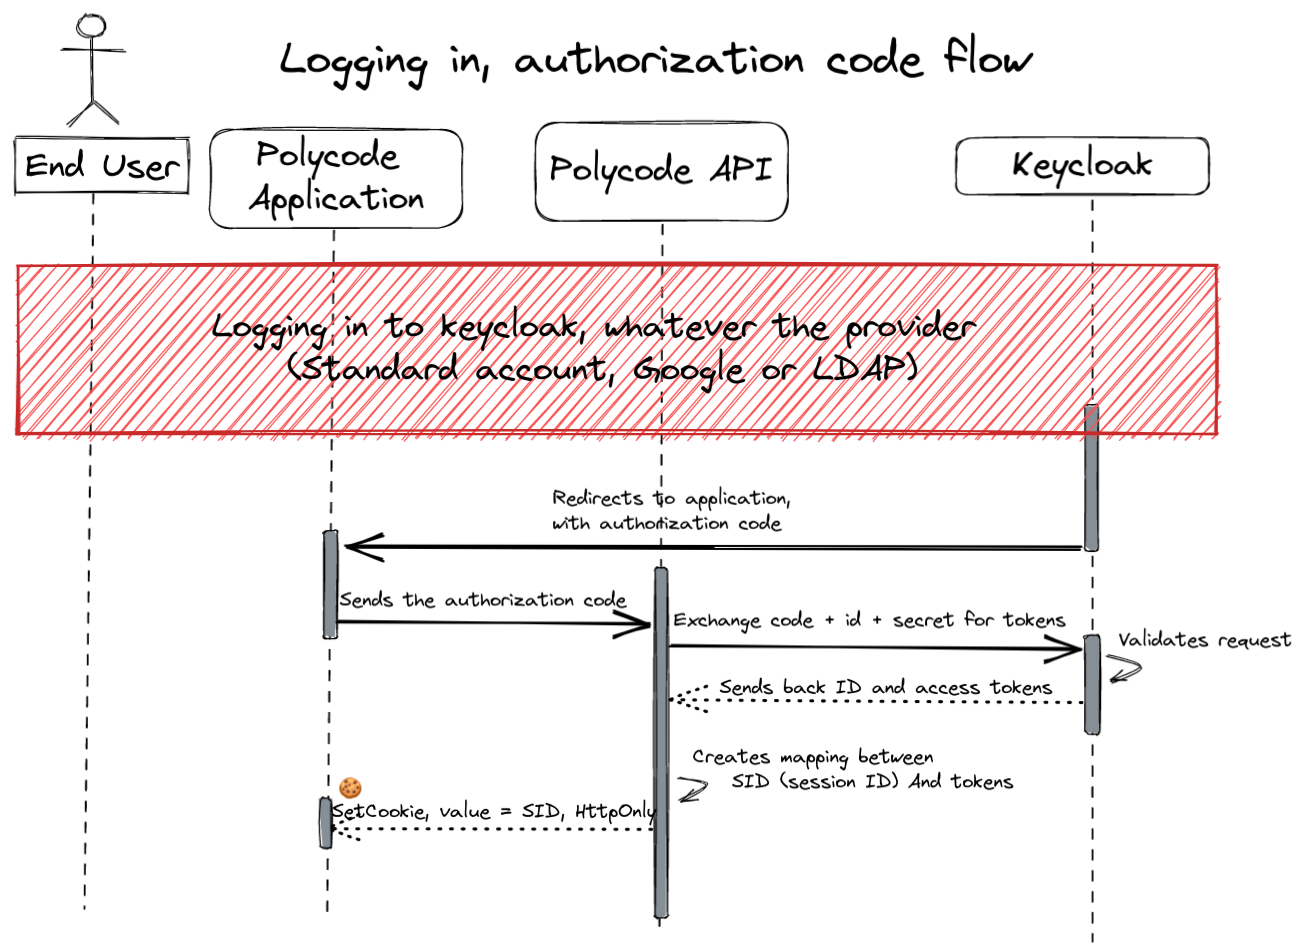 Logging in, authorization code flow
End User
Polycode
Application
Polycode API
Keycloak
Logging in to keycloak, whatever the provider
(Standard account, Google or LDAP)
Redirects to application,
with authorization code
Sends the authorization code
Exchange code + id + secret for tokens
Validates request
Sends back ID and access tokens
Creates mapping between
SID (session ID) And tokens
SetCookie, value = SID, HttpOnly